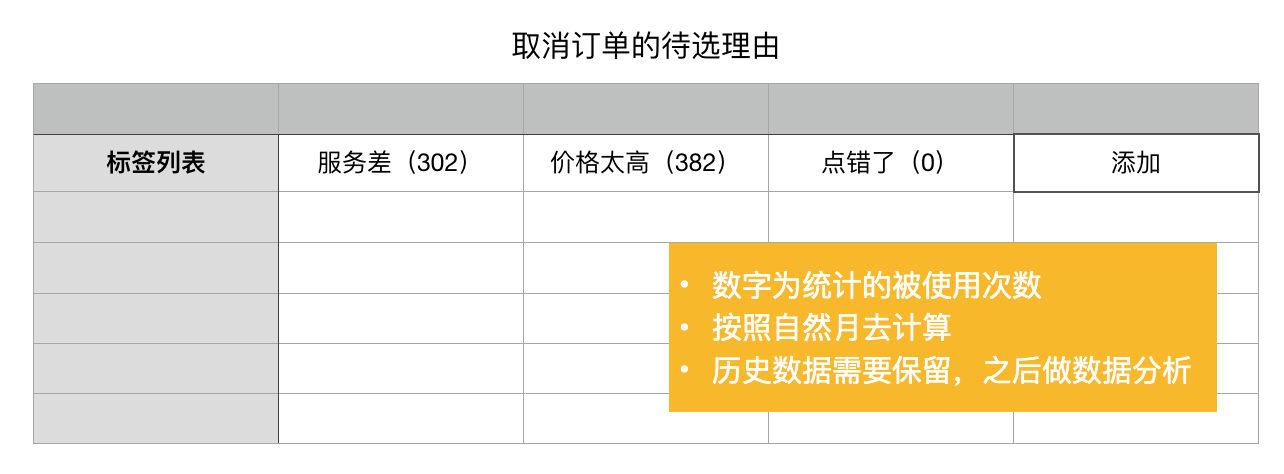 取消订单的待选理由
标签列表 服务差（302） 价格太高（382） 点错了（0） 添加
• 数字为统计的被使用次数
• 按照自然月去计算
• 历史数据需要保留，之后做数据分析